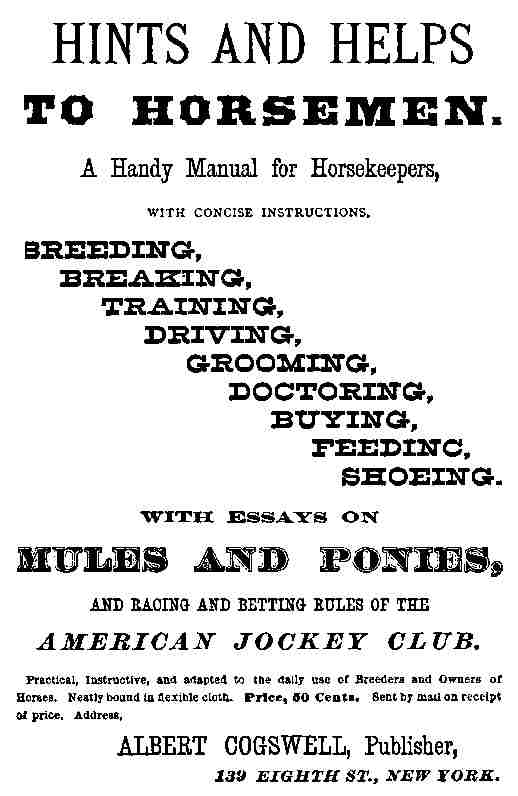 HINTS AND HELPS
TO HORSEMEN.
A Handy Manual for Horsekeepers,
WITH CONCISE INSTRUCTIONS.
BREEDING,
BREAKING,
TRAINING,
DRIVING,
GROOMING,
DOCTORING,
BUYING,
FEEDING,
SHOEING.
WITH ESSAYS ON
MULES AND PONIES,
AND RACING AND BETTING RULES OF THE
AMERICAN JOCKEY CLUB.
Practical, Instructive, and adapted to the daily use of Breeders and Owners of
Horses. Neatly bound in flexible cloth. Price, 50 Cents. Sent by mail on receipt
of price. Address,
ALBERT COGSWELL, Publisher,
139 EIGHTH ST., NEW YORK.